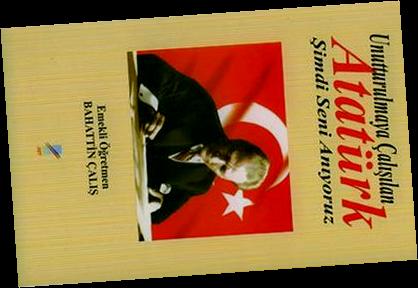 Unutturulmaya Çalışılan
Atatürk
Şimdi Seni Anıyoruz
Emekli Öğretmen
BAHATTİN ÇALIŞ